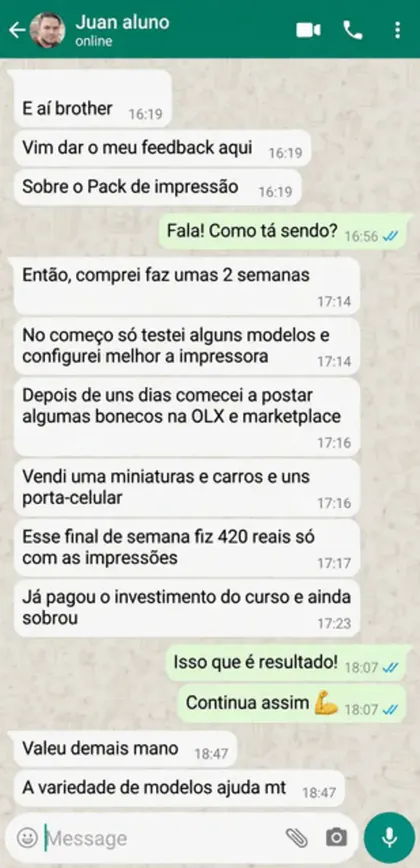 Juan aluno
online
E aí brother 16:19
Vim dar o meu feedback aqui 16:19
Sobre o Pack de impressão 16:19
Fala! Como tá sendo? 16:56
Então, comprei faz umas 2 semanas
17:14
No começo só testei alguns modelos e
configurei melhor a impressora 17:14
Depois de uns dias comecei a postar
algumas bonecos na OLX e marketplace
17:16
Vendi uma miniaturas e carros e uns
porta-celular 17:16
Esse final de semana fiz 420 reais só
com as impressões 17:17
Já pagou o investimento do curso e ainda
sobrou 17:23
Isso que é resultado! 18:07
Continua assim 💪 18:07
Valeu demais mano 18:47
A variedade de modelos ajuda mt 18:47
Message